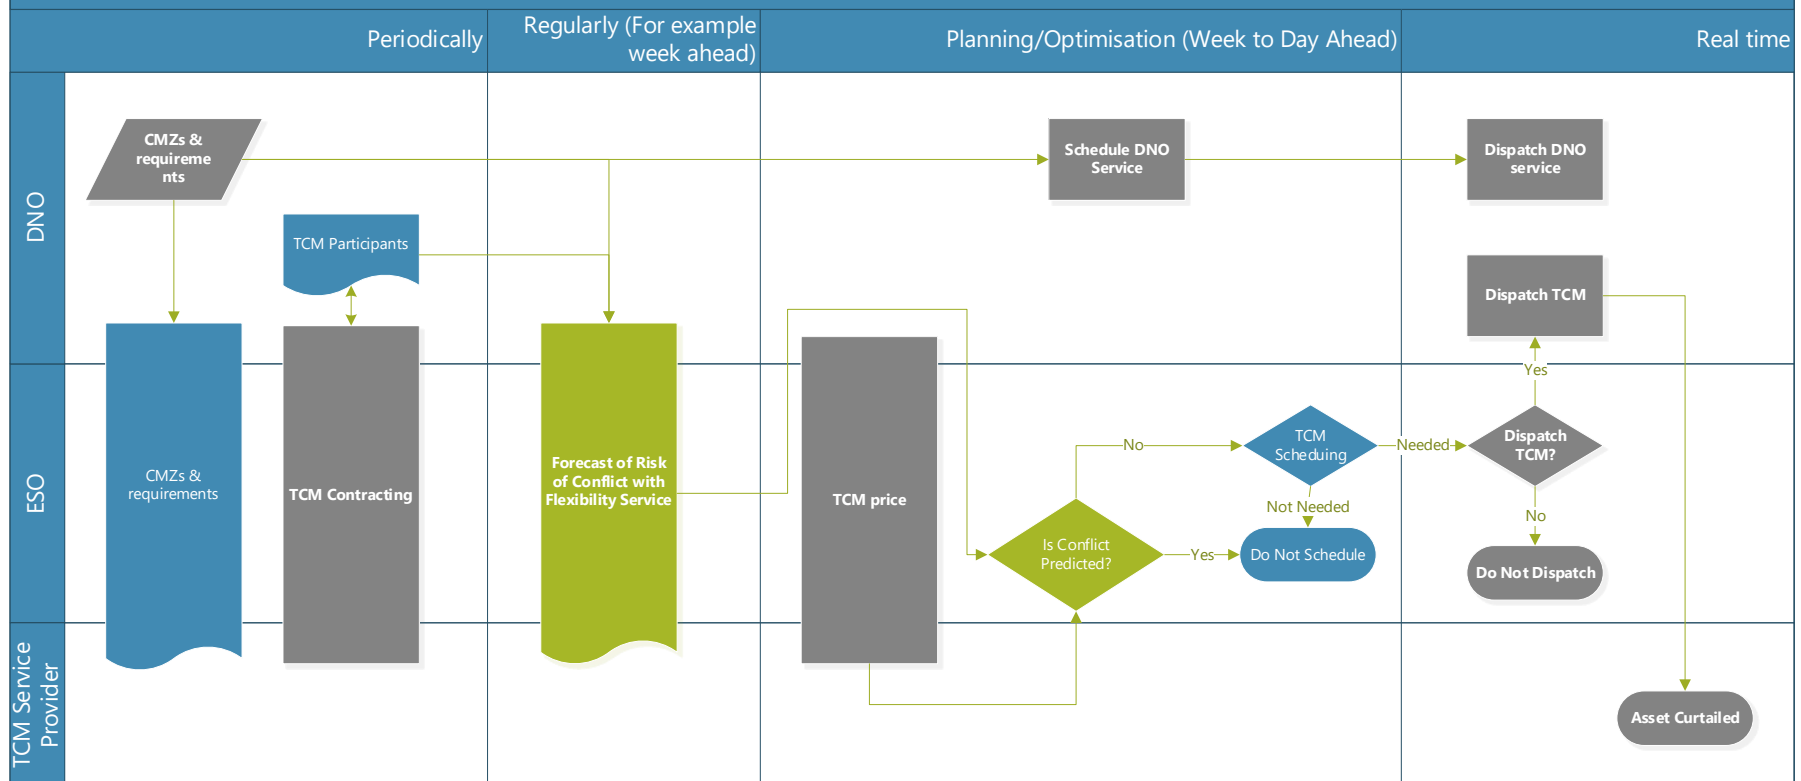 Periodically
Regularly (For example
week ahead)
Planning/Optimisation (Week to Day Ahead)
Real time
DNO
CMZs &
requireme
nts
Schedule DNO
Service
Dispatch DNO
service
TCM Participants
Dispatch TCM
Yes
ESO
CMZs &
requirements
TCM Contracting
Forecast of Risk
of Conflict with
Flexibility Service
TCM price
Is Conflict
Predicted?
No
Yes
TCM
Scheduing
Needed
Not Needed
Do Not Schedule
Dispatch
TCM?
No
Do Not Dispatch
TCM Service
Provider
Asset Curtailed